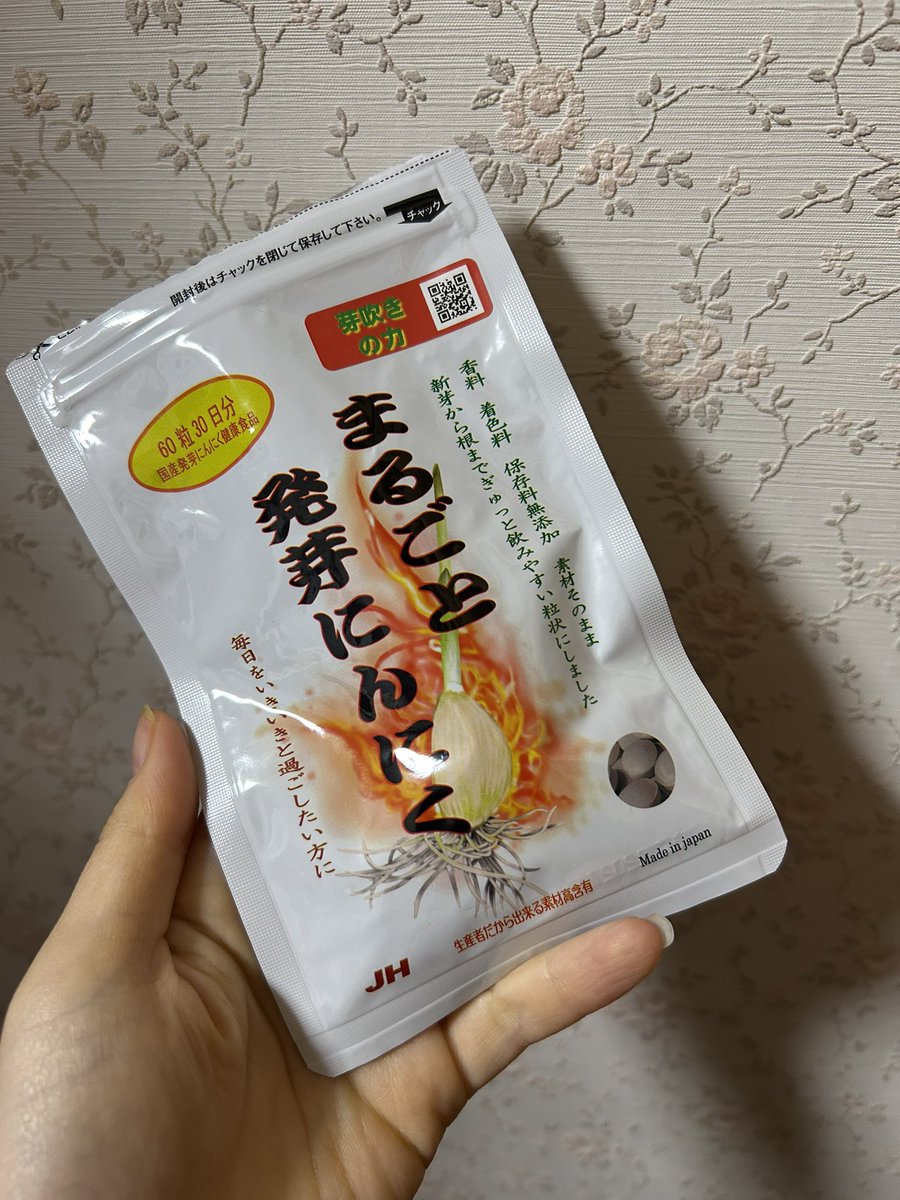 開封後はチャックを閉じて保存して下さい。
チャック
芽吹き
の力
60粒30日分
国産発芽にんにく健康食品
香料 着色料 保存料無添加 素材そのまま
新芽から根までぎゅっと飲みやすい粒状にしました
まるごと
発芽にんにく
毎日をいきいきと過ごしたい方に
Made in japan
生産者だから出来る素材高含有
JH